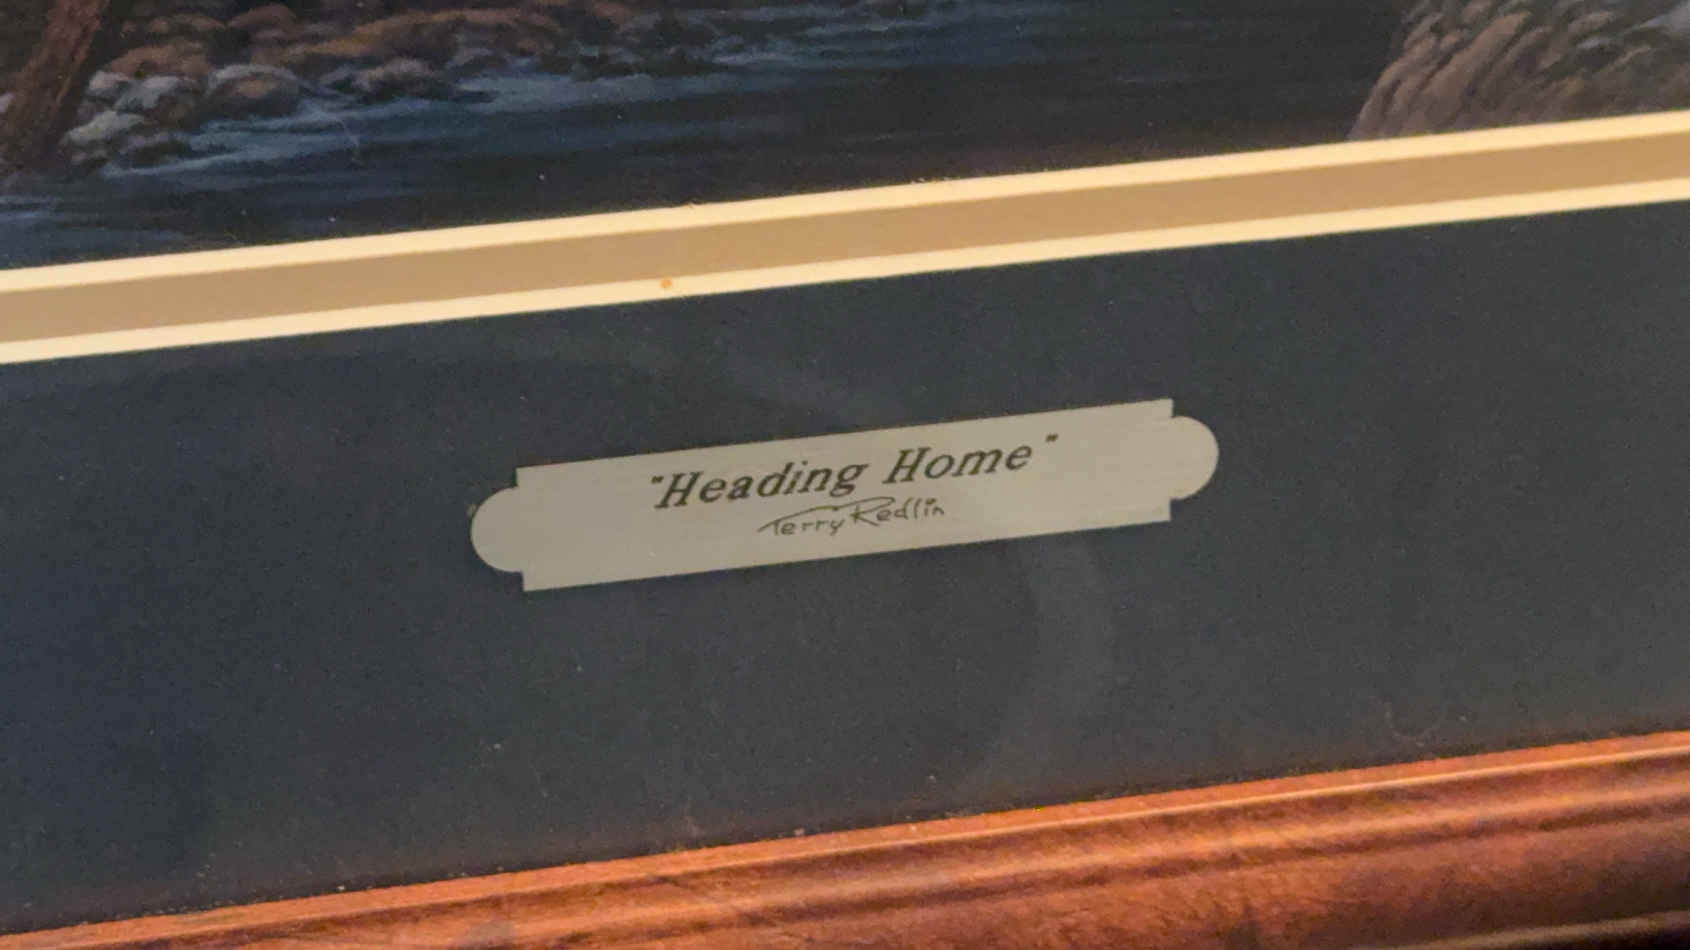 "Heading Home"
Terry Redlin